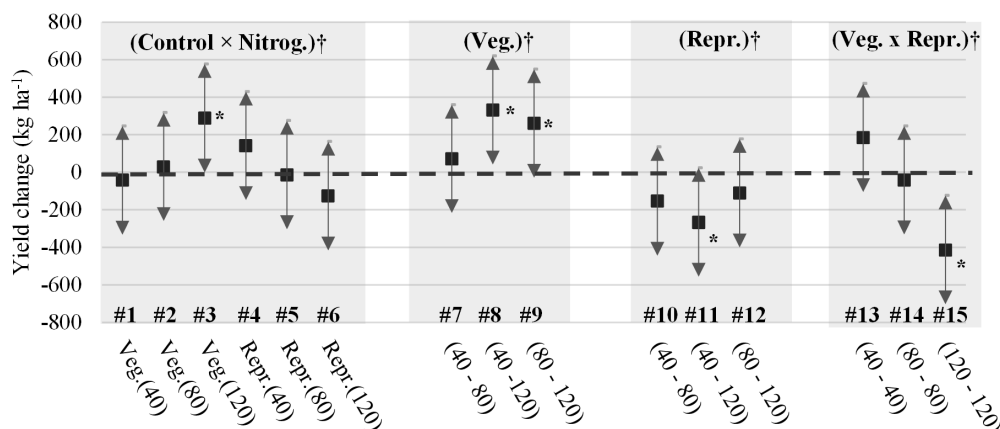 Yield change (kg ha-1)
800
600
400
200
0
-200
-400
-600
-800
(Control × Nitrog.)†
(Veg.)†
(Repr.)†
(Veg. x Repr.)†
*
*
*
*
*
#1 #2 #3 #4 #5 #6 #7 #8 #9 #10 #11 #12 #13 #14 #15
Veg.(40)
Veg.(80)
Veg.(120)
Repr.(40)
Repr.(80)
Repr.(120)
(40 - 80)
(40 -120)
(80 - 120)
(40 - 80)
(40 - 120)
(80 - 120)
(40 - 40)
(80 - 80)
(120 - 120)